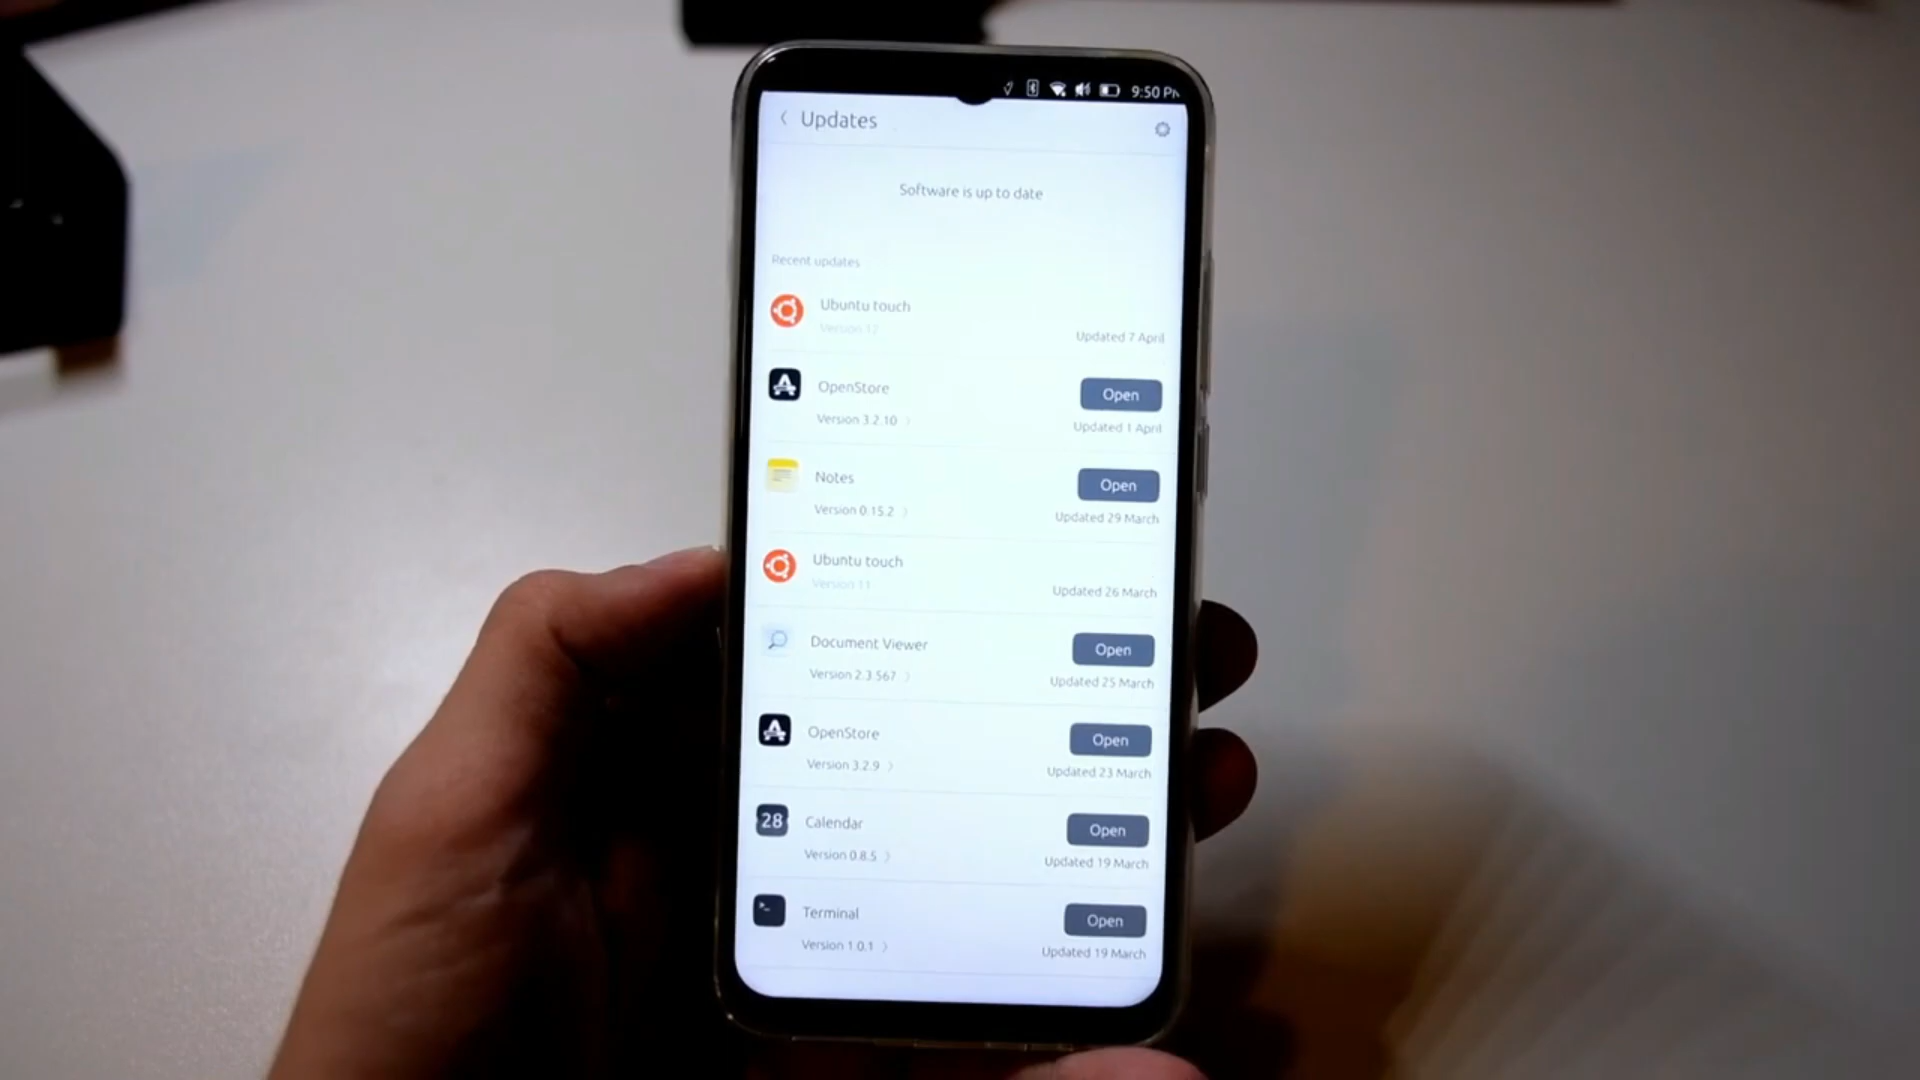 9:50 PM
Updates
Software is up to date
Recent updates
Ubuntu touch
Version 12
Updated 7 April
OpenStore
Open
Version 3.2.10
Updated 1 April
Notes
Open
Version 0.15.2
Updated 29 March
Ubuntu touch
Version 11
Updated 26 March
Document Viewer
Open
Version 2.3.567
Updated 25 March
OpenStore
Open
Version 3.2.9
Updated 23 March
28
Calendar
Open
Version 0.8.5
Updated 19 March
>_
Terminal
Open
Version 1.0.1
Updated 19 March